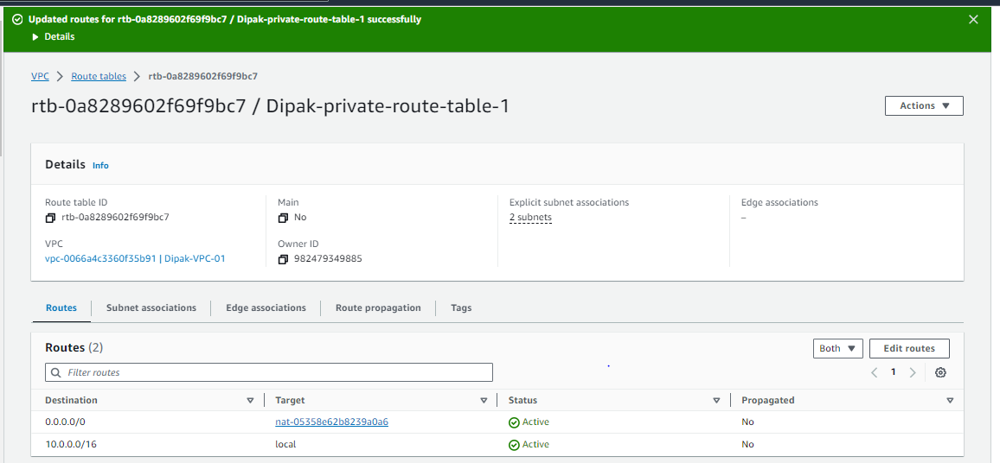 Updated routes for rtb-0a8289602f69f9bc7 / Dipak-private-route-table-1 successfully
Details
VPC > Route tables > rtb-0a8289602f69f9bc7
rtb-0a8289602f69f9bc7 / Dipak-private-route-table-1
Actions
Details Info
Route table ID
rtb-0a8289602f69f9bc7
Main
No
Explicit subnet associations
2 subnets
Edge associations
–
VPC
vpc-0066a4c3360f35b91 | Dipak-VPC-01
Owner ID
982479349885
Routes Subnet associations Edge associations Route propagation Tags
Routes (2)
Both Edit routes
Filter routes
1
Destination Target Status Propagated
0.0.0.0/0 nat-05358e62b8239a0a6 Active No
10.0.0.0/16 local Active No